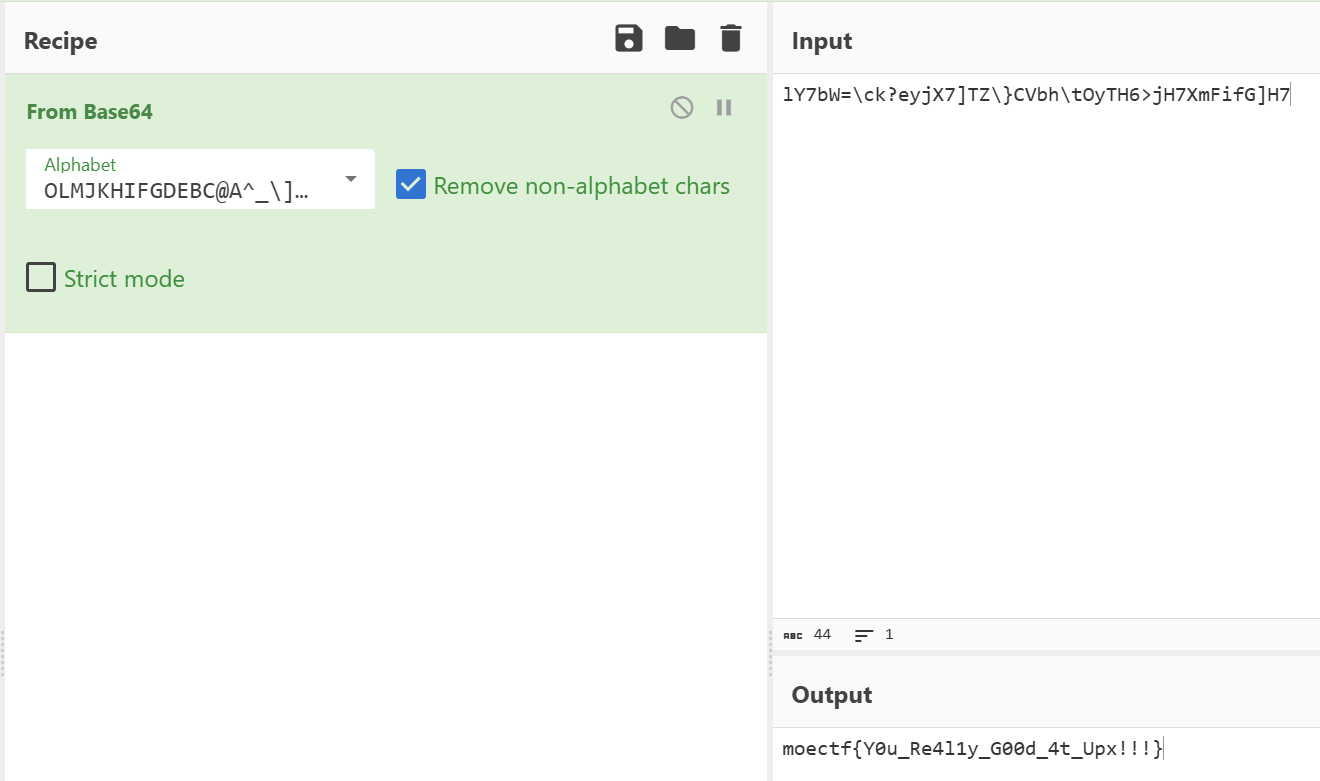 Recipe
From Base64
Alphabet
OLMJKHIFGDEBC@A^_\]…
Remove non-alphabet chars
Strict mode
Input
lY7bW=\ck?eyjX7]TZ\}CVbh\tOyTH6>jH7XmFifG]H7
ABC 44 1
Output
moectf{Y0u_Re4l1y_G00d_4t_Upx!!!}